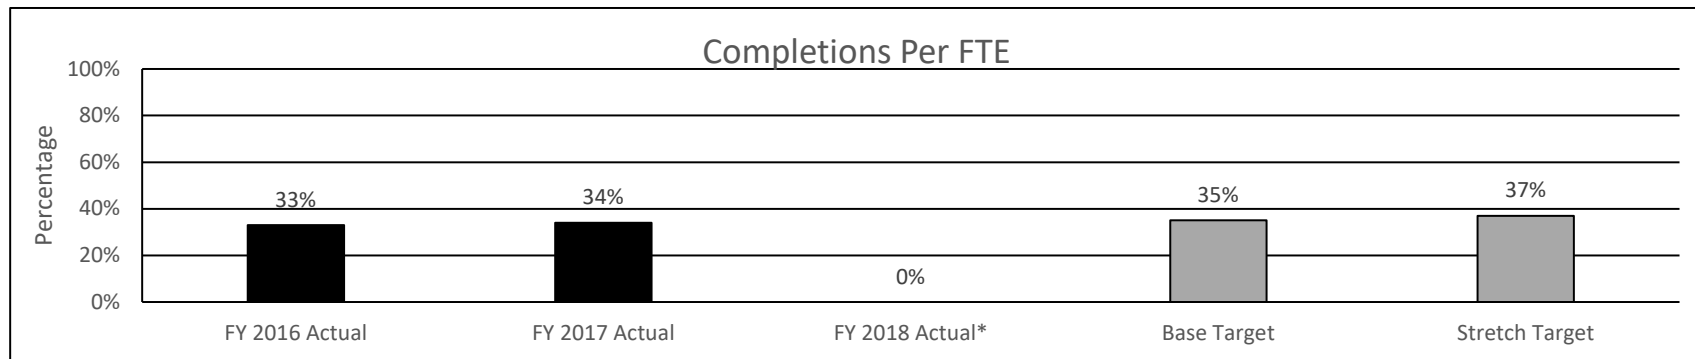 Completions Per FTE
100%
80%
60%
40%
20%
0%
Percentage
33%
34%
0%
35%
37%
FY 2016 Actual
FY 2017 Actual
FY 2018 Actual*
Base Target
Stretch Target